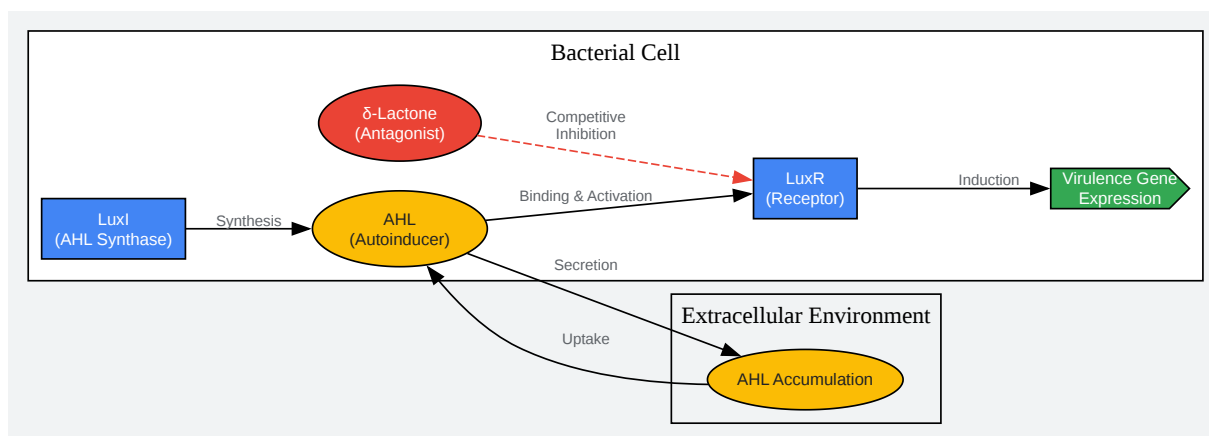 Bacterial Cell
δ-Lactone
(Antagonist)
Competitive
Inhibition
LuxR
(Receptor)
Induction
Virulence Gene
Expression
Binding & Activation
LuxI
(AHL Synthase)
Synthesis
AHL
(Autoinducer)
Secretion
Extracellular Environment
Uptake
AHL Accumulation